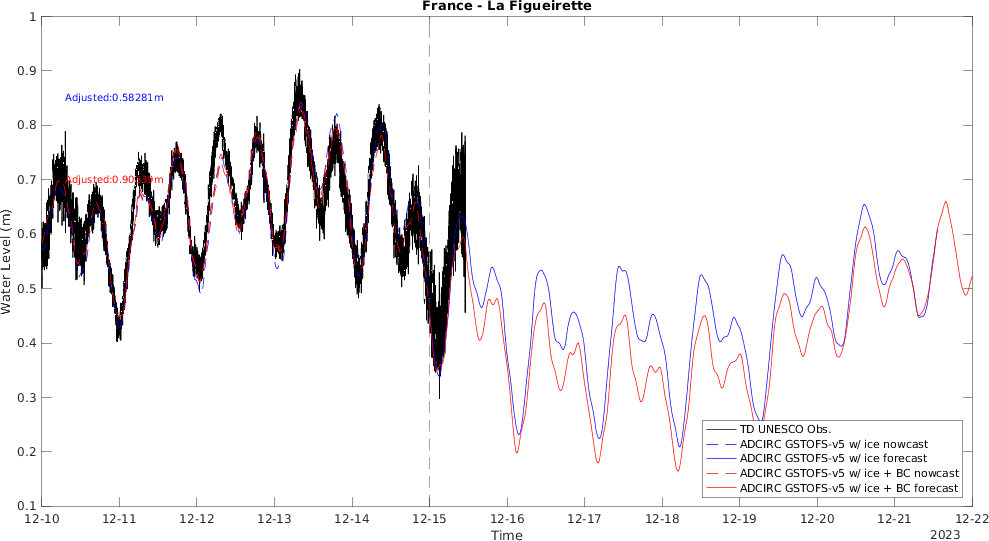 France - La Figueirette
Water Level (m)
1
0.9
0.8
0.7
0.6
0.5
0.4
0.3
0.2
0.1
Adjusted:0.58281m
TD UNESCO Obs.
ADCIRC GSTOFS-v5 w/ ice nowcast
ADCIRC GSTOFS-v5 w/ ice forecast
ADCIRC GSTOFS-v5 w/ ice + BC nowcast
ADCIRC GSTOFS-v5 w/ ice + BC forecast
12-10 12-11 12-12 12-13 12-14 12-15 12-16 12-17 12-18 12-19 12-20 12-21 12-22
Time
2023